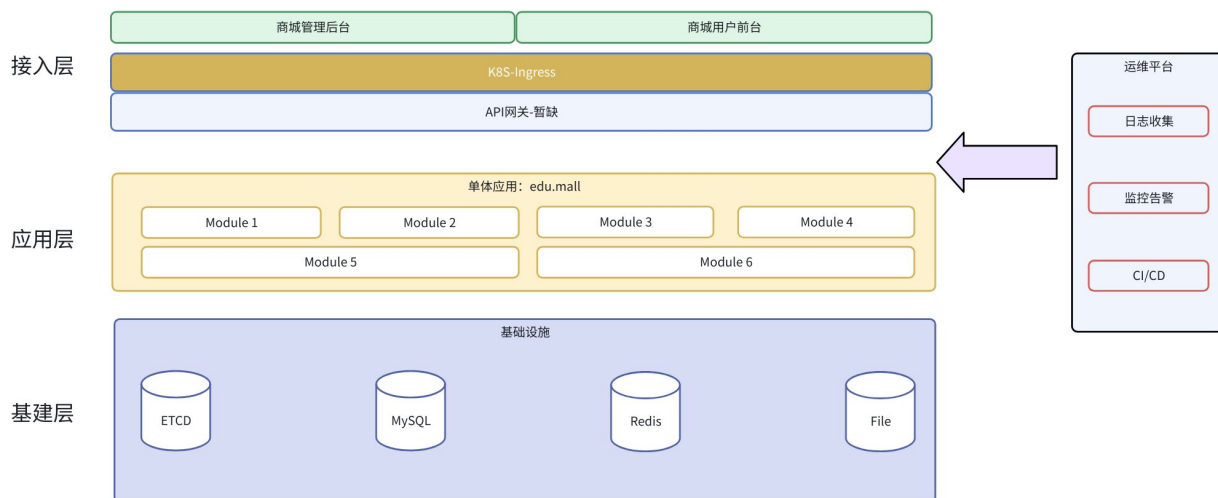 商城管理后台
商城用户前台
接入层
K8S-Ingress
API网关-暂缺
运维平台
日志收集
监控告警
CI/CD
单体应用：edu.mall
应用层
Module 1
Module 2
Module 3
Module 4
Module 5
Module 6
基础设施
基建层
ETCD
MySQL
Redis
File